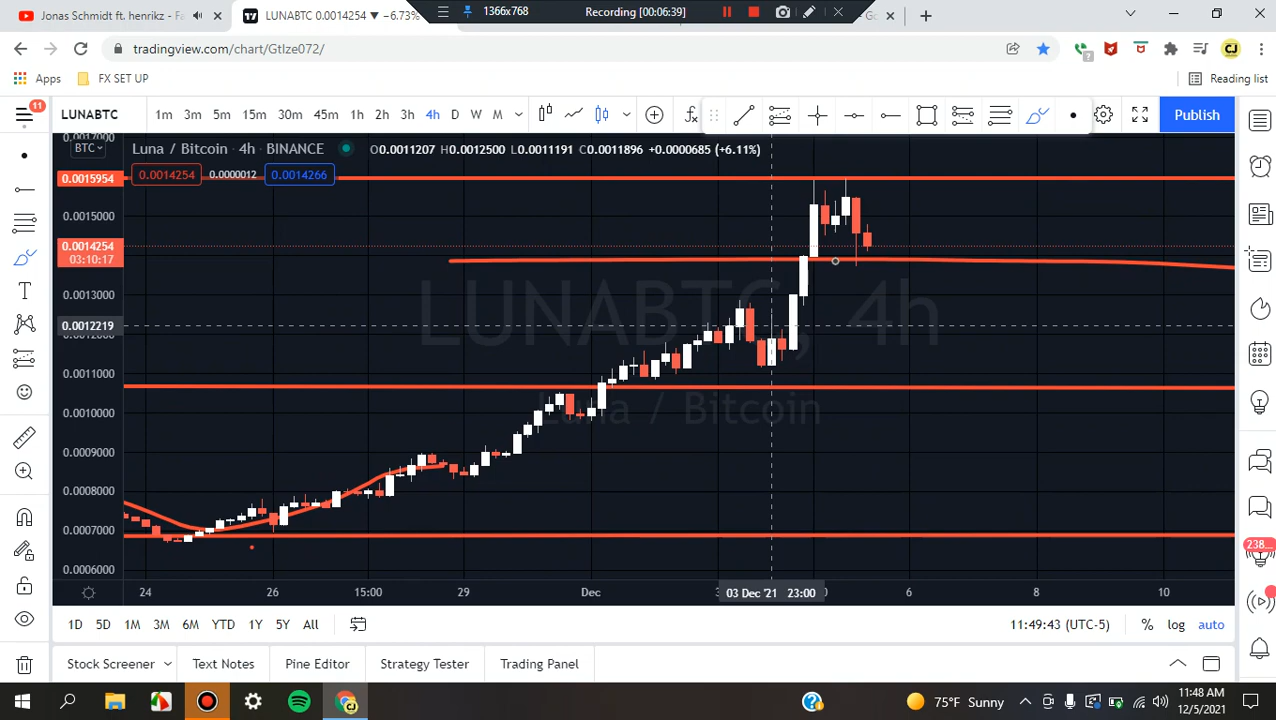 Jonas Schmidt ft. henrikz - Fa
LUNABTC 0.0014254 ▼ −6.73%
1366x768
Recording [00:06:39]
tradingview.com/chart/GtIze072/
Apps
FX SET UP
Reading list
11
LUNABTC
1m 3m 5m 15m 30m 45m 1h 2h 3h 4h D W M
Publish
BTC
Luna / Bitcoin · 4h · BINANCE
O0.0011207 H0.0012500 L0.0011191 C0.0011896 +0.0000685 (+6.11%)
0.0014254
0.0000012
0.0014266
0.0015954
0.0015000
0.0014254
03:10:17
0.0013000
0.0012219
0.0011000
0.0010000
0.0009000
0.0008000
0.0007000
0.0006000
LUNABTC, 4h
Luna / Bitcoin
24 26 15:00 29 Dec 03 Dec '21 23:00 6 8 10
1D 5D 1M 3M 6M YTD 1Y 5Y All
11:49:43 (UTC-5)
% log auto
238...
Stock Screener
Text Notes
Pine Editor
Strategy Tester
Trading Panel
75°F Sunny
11:48 AM
12/5/2021